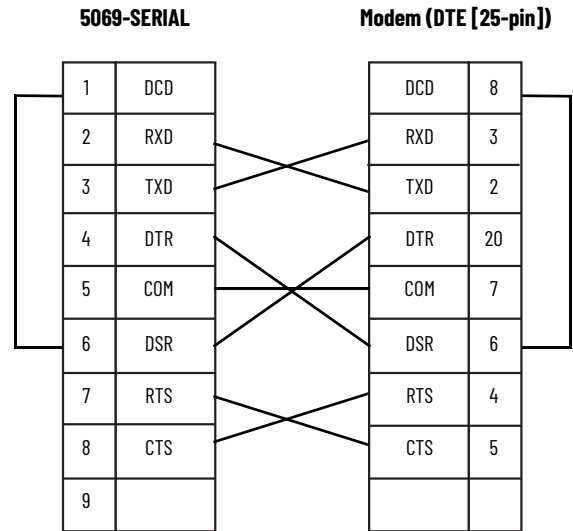 5069-SERIAL Modem (DTE [25-pin])
1 DCD DCD 8
2 RXD RXD 3
3 TXD TXD 2
4 DTR DTR 20
5 COM COM 7
6 DSR DSR 6
7 RTS RTS 4
8 CTS CTS 5
9